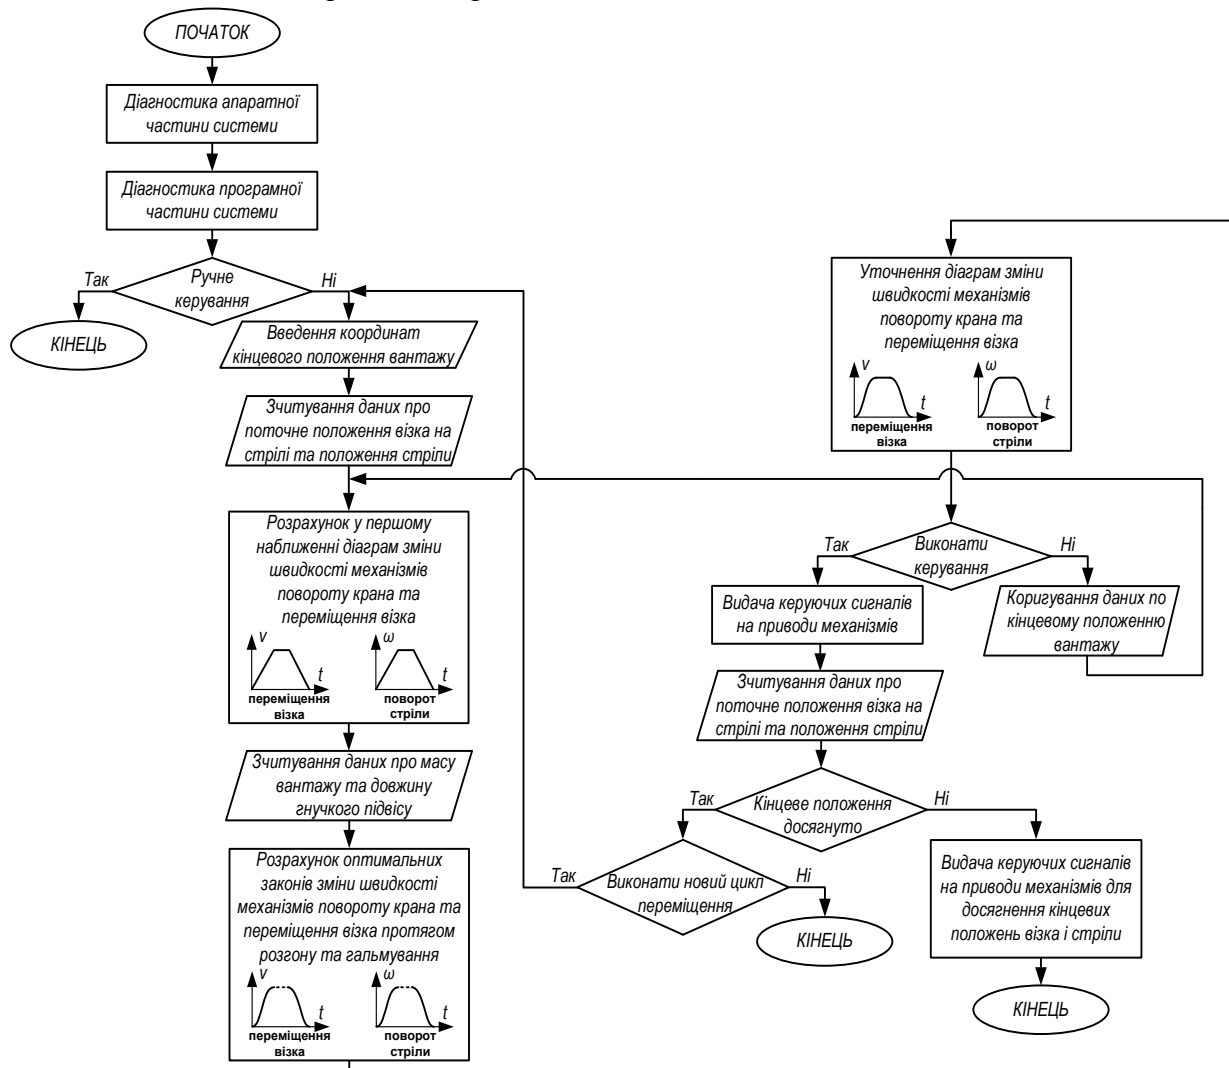 ПОЧАТОК
Діагностика апаратної
частини системи
Діагностика програмної
частини системи
Так
Ручне
керування
Ні
КІНЕЦЬ
Введення координат
кінцевого положення вантажу
Зчитування даних про
поточне положення візка на
стрілі та положення стріли
Розрахунок у першому
наближенні діаграм зміни
швидкості механізмів
повороту крана та
переміщення візка
v
t
переміщення
візка
ω
t
поворот
стріли
Зчитування даних про масу
вантажу та довжину
гнучкого підвісу
Розрахунок оптимальних
законів зміни швидкості
механізмів повороту крана та
переміщення візка протягом
розгону та гальмування
v
t
переміщення
візка
ω
t
поворот
стріли
Уточнення діаграм зміни
швидкості механізмів
повороту крана та
переміщення візка
v
t
переміщення
візка
ω
t
поворот
стріли
Так
Виконати
керування
Ні
Видача керуючих сигналів
на приводи механізмів
Коригування даних по
кінцевому положенню
вантажу
Зчитування даних про
поточне положення візка на
стрілі та положення стріли
Так
Кінцеве положення
досягнуто
Ні
Так
Виконати новий цикл
переміщення
Ні
КІНЕЦЬ
Видача керуючих сигналів
на приводи механізмів для
досягнення кінцевих
положень візка і стріли
КІНЕЦЬ